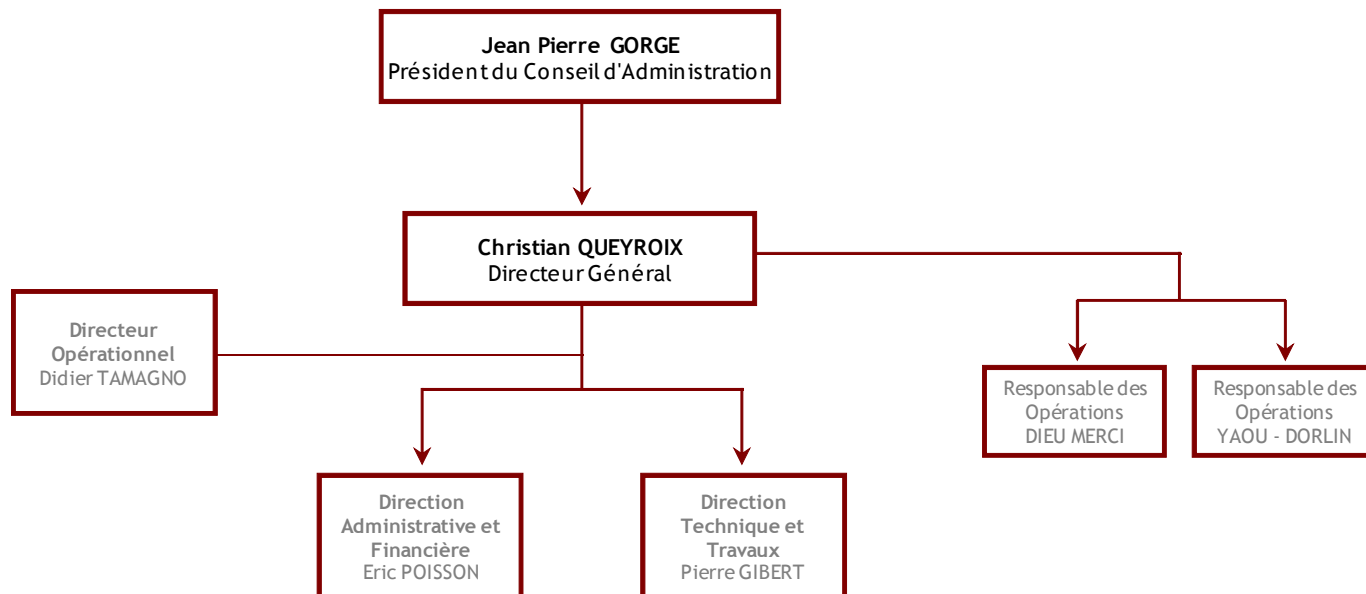 Jean Pierre GORGE
Président du Conseil d'Administration
Christian QUEYROIX
Directeur Général
Directeur
Opérationnel
Didier TAMAGNO
Responsable des
Opérations
DIEU MERCI
Responsable des
Opérations
YAOU - DORLIN
Direction
Administrative et
Financière
Eric POISSON
Direction
Technique et
Travaux
Pierre GIBERT